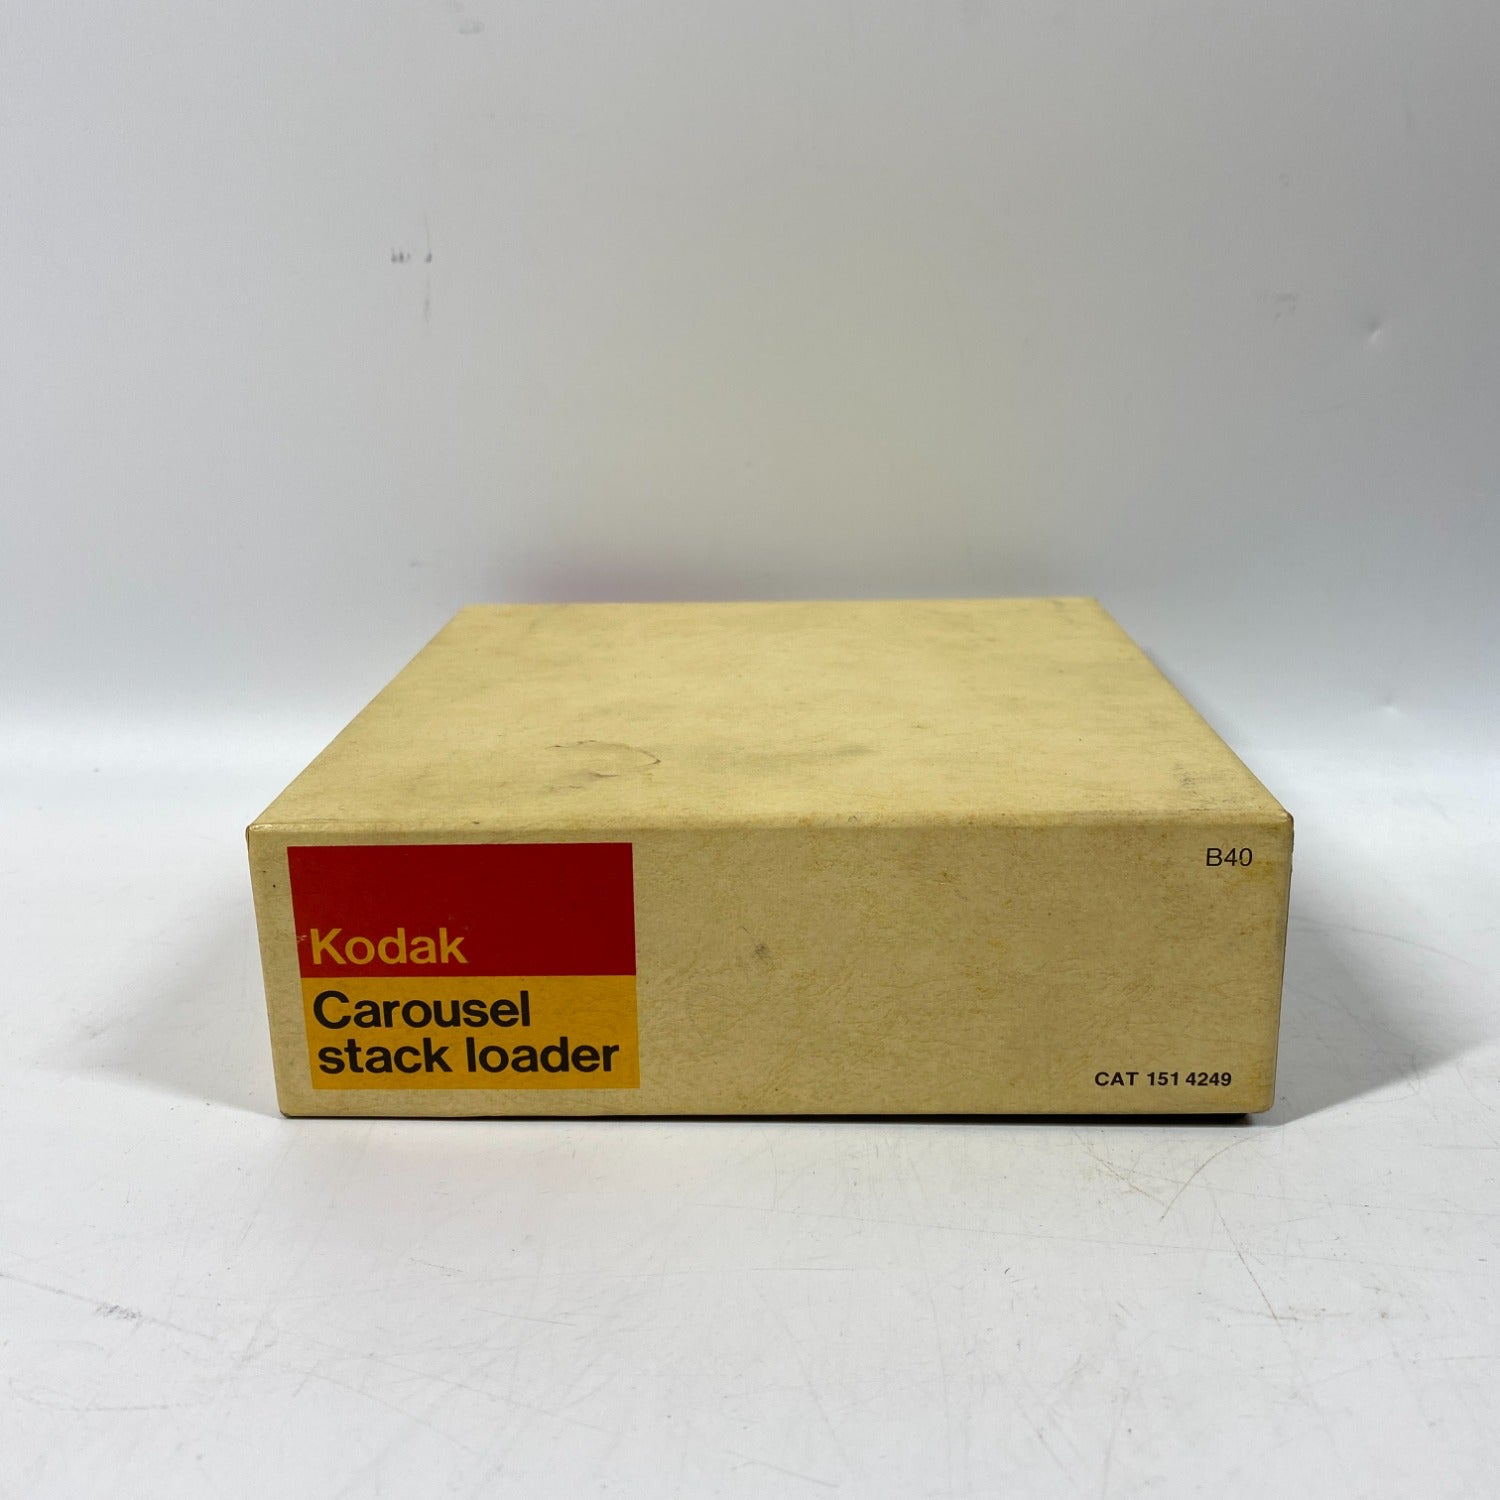 Kodak
Carousel
stack loader
B40
CAT 151 4249